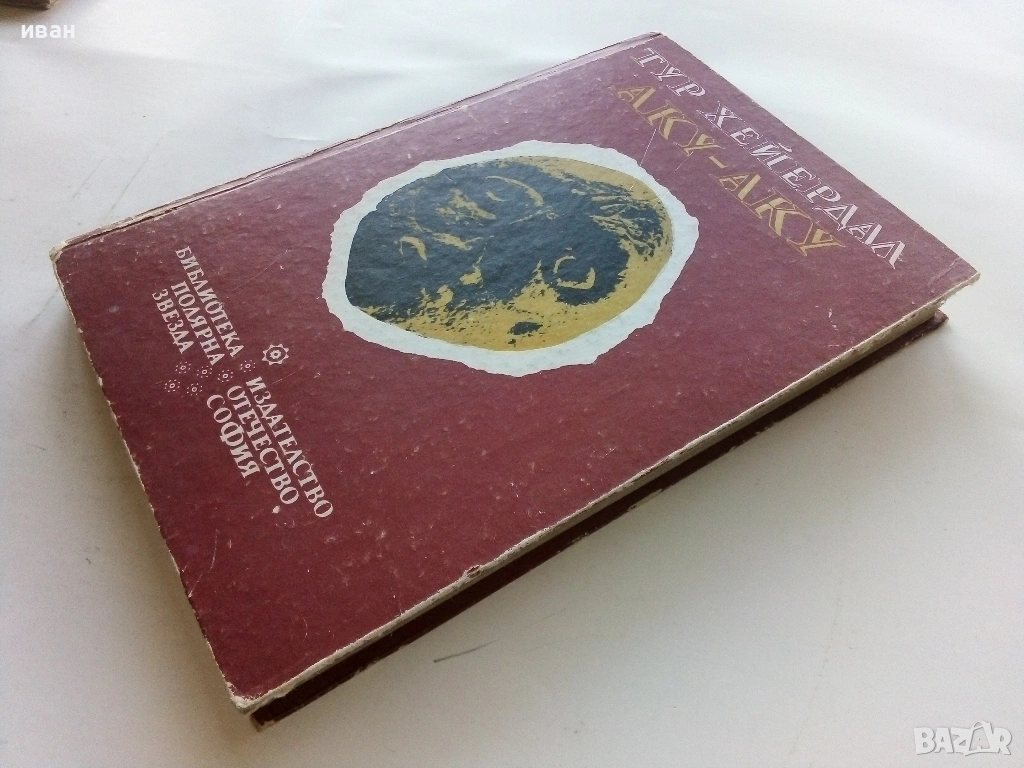 иван
ТУР ХЕЙЕРДАЛ
АКУ-АКУ
БИБЛИОТЕКА
ПОЛЯРНА
ЗВЕЗДА
ИЗДАТЕЛСТВО
ОТЕЧЕСТВО •
СОФИЯ
BAZAR